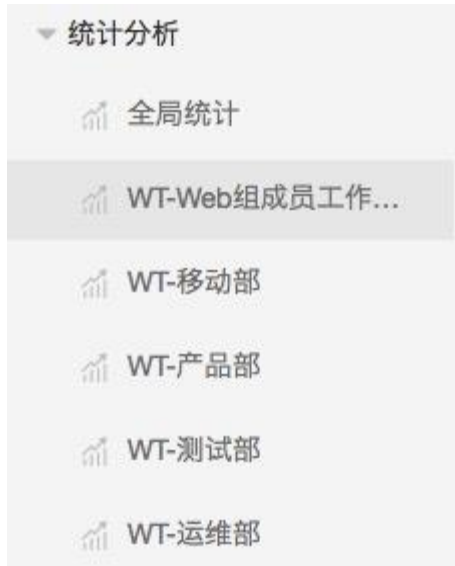 统计分析
全局统计
WT-Web组成员工作...
WT-移动部
WT-产品部
WT-测试部
WT-运维部